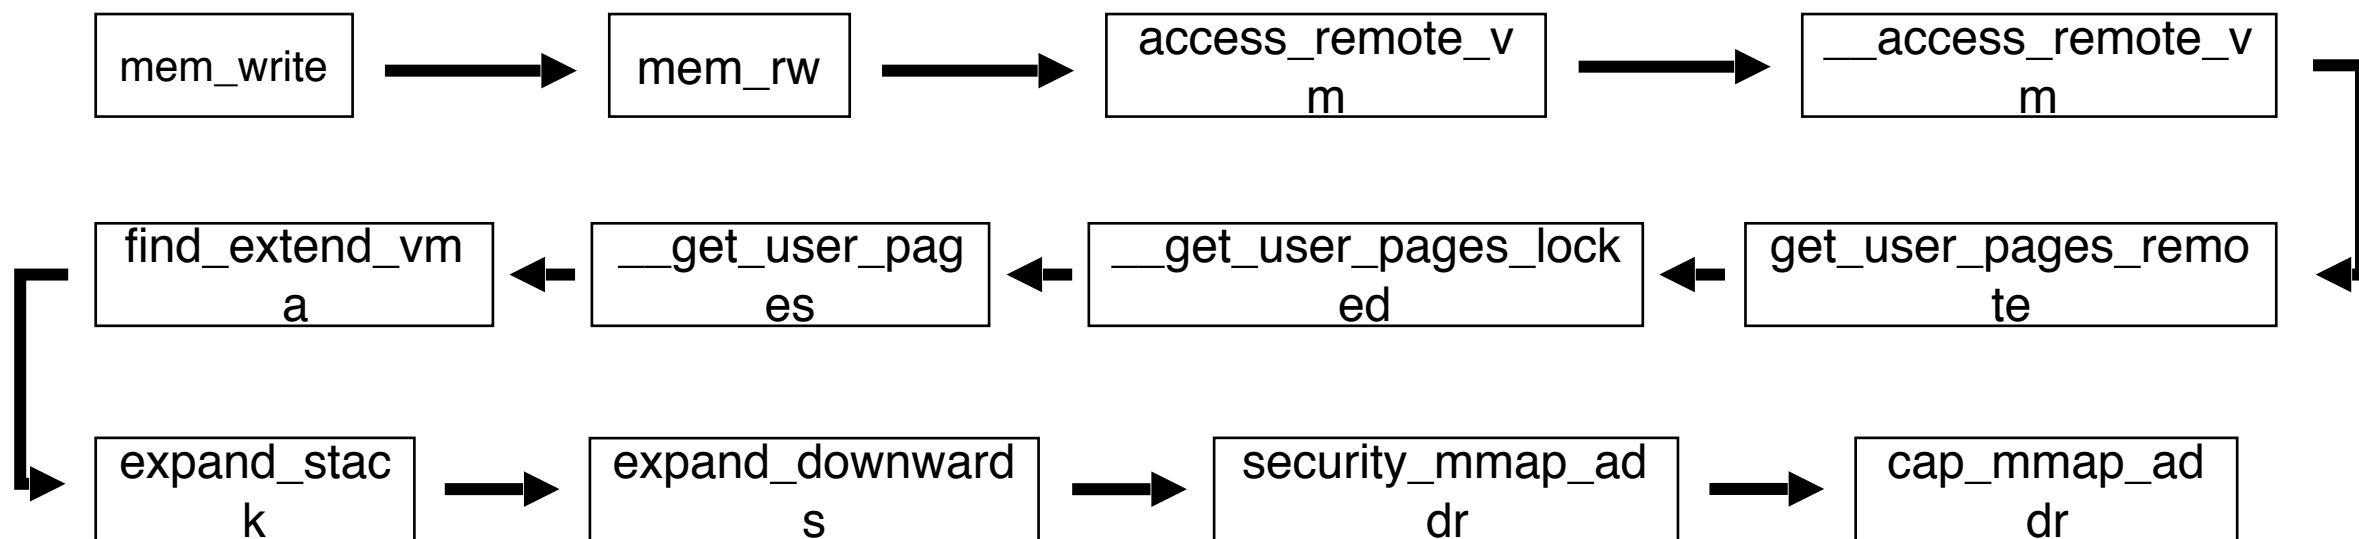 mem_write
mem_rw
access_remote_v
m
__access_remote_v
m
find_extend_vm
a
__get_user_pag
es
__get_user_pages_lock
ed
get_user_pages_remo
te
expand_stac
k
expand_downward
s
security_mmap_ad
dr
cap_mmap_ad
dr